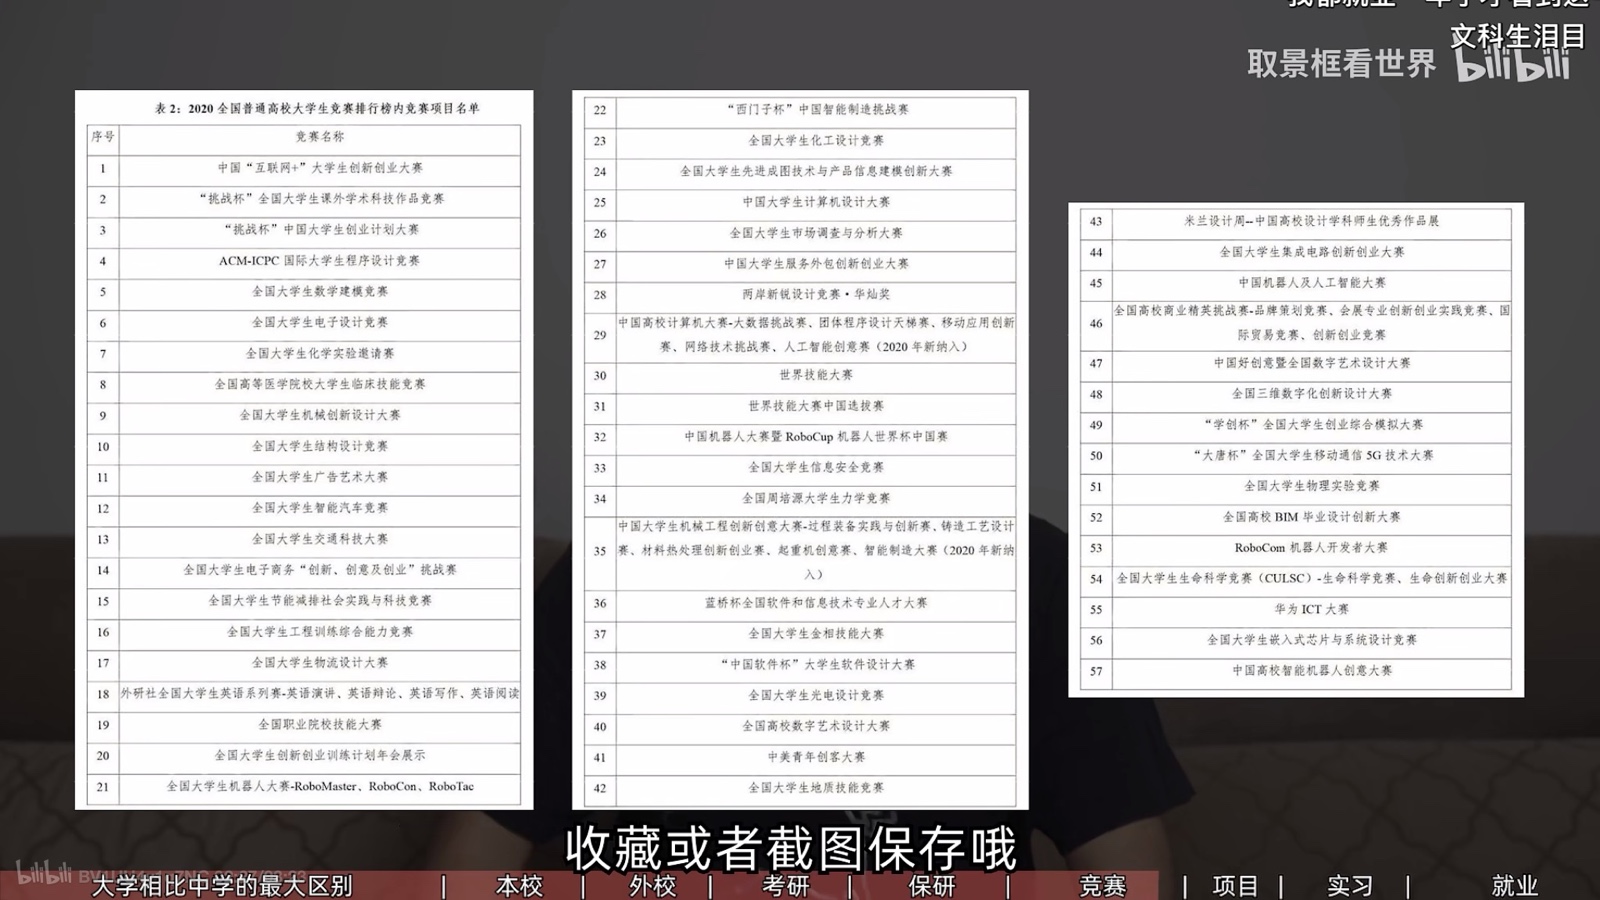 文科生泪目
取景框看世界 bilibili
表 2：2020 全国普通高校大学生竞赛排行榜内竞赛项目名单
序号 竞赛名称
1 中国“互联网+”大学生创新创业大赛
2 “挑战杯”全国大学生课外学术科技作品竞赛
3 “挑战杯”中国大学生创业计划大赛
4 ACM-ICPC 国际大学生程序设计竞赛
5 全国大学生数学建模竞赛
6 全国大学生电子设计竞赛
7 全国大学生化学实验邀请赛
8 全国高等医学院校大学生临床技能竞赛
9 全国大学生机械创新设计大赛
10 全国大学生结构设计竞赛
11 全国大学生广告艺术大赛
12 全国大学生智能汽车竞赛
13 全国大学生交通科技大赛
14 全国大学生电子商务“创新、创意及创业”挑战赛
15 全国大学生节能减排社会实践与科技竞赛
16 全国大学生工程训练综合能力竞赛
17 全国大学生物流设计大赛
18 外研社全国大学生英语系列赛-英语演讲、英语辩论、英语写作、英语阅读
19 全国职业院校技能大赛
20 全国大学生创新创业训练计划年会展示
21 全国大学生机器人大赛-RoboMaster、RoboCon、RoboTac
22 “西门子杯”中国智能制造挑战赛
23 全国大学生化工设计竞赛
24 全国大学生先进成图技术与产品信息建模创新大赛
25 中国大学生计算机设计大赛
26 全国大学生市场调查与分析大赛
27 中国大学生服务外包创新创业大赛
28 两岸新锐设计竞赛·华灿奖
29 中国高校计算机大赛-大数据挑战赛、团体程序设计天梯赛、移动应用创新
赛、网络技术挑战赛、人工智能创意赛（2020 年新纳入）
30 世界技能大赛
31 世界技能大赛中国选拔赛
32 中国机器人大赛暨 RoboCup 机器人世界杯中国赛
33 全国大学生信息安全竞赛
34 全国周培源大学生力学竞赛
35 中国大学生机械工程创新创意大赛-过程装备实践与创新赛、铸造工艺设计
赛、材料热处理创新创业赛、起重机创意赛、智能制造大赛（2020 年新纳
入）
36 蓝桥杯全国软件和信息技术专业人才大赛
37 全国大学生金相技能大赛
38 “中国软件杯”大学生软件设计大赛
39 全国大学生光电设计竞赛
40 全国高校数字艺术设计大赛
41 中美青年创客大赛
42 全国大学生地质技能竞赛
43 米兰设计周--中国高校设计学科师生优秀作品展
44 全国大学生集成电路创新创业大赛
45 中国机器人及人工智能大赛
46 全国高校商业精英挑战赛-品牌策划竞赛、会展专业创新创业实践竞赛、国
际贸易竞赛、创新创业竞赛
47 中国好创意暨全国数字艺术设计大赛
48 全国三维数字化创新设计大赛
49 “学创杯”全国大学生创业综合模拟大赛
50 “大唐杯”全国大学生移动通信 5G 技术大赛
51 全国大学生物理实验竞赛
52 全国高校 BIM 毕业设计创新大赛
53 RoboCom 机器人开发者大赛
54 全国大学生生命科学竞赛（CULSC）-生命科学竞赛、生命创新创业大赛
55 华为 ICT 大赛
56 全国大学生嵌入式芯片与系统设计竞赛
57 中国高校智能机器人创意大赛
收藏或者截图保存哦
bilibili
大学相比中学的最大区别 | 本校 | 外校 | 考研 | 保研 | 竞赛 | 项目 | 实习 | 就业